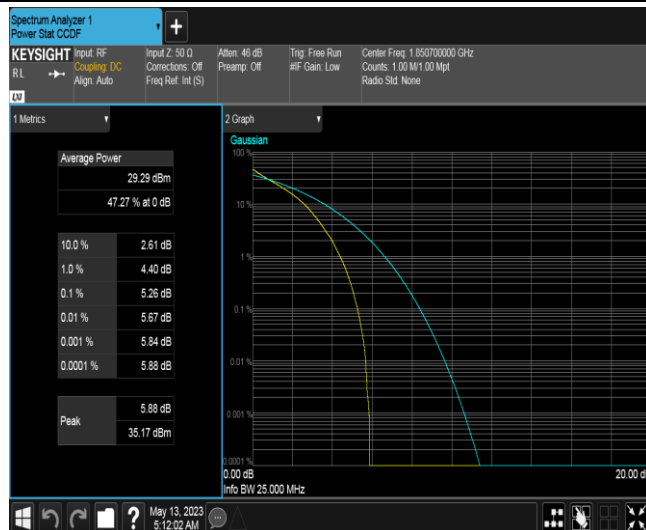 Spectrum Analyzer 1
Power Stat CCDF
+
KEYSIGHT
RL
Input: RF
Coupling: DC
Align: Auto
Input Z: 50 Ω
Corrections: Off
Freq Ref: Int (S)
Atten: 46 dB
Preamp: Off
Trig: Free Run
#IF Gain: Low
Center Freq: 1.850700000 GHz
Counts: 1.00 M/1.00 Mpt
Radio Std: None
1 Metrics
Average Power
29.29 dBm
47.27 % at 0 dB
10.0 % 2.61 dB
1.0 % 4.40 dB
0.1 % 5.26 dB
0.01 % 5.67 dB
0.001 % 5.84 dB
0.0001 % 5.88 dB
Peak
5.88 dB
35.17 dBm
2 Graph
Gaussian
100 %
10 %
1 %
0.1 %
0.01 %
0.001 %
0.0001 %
0.00 dB
20.00 d
Info BW 25.000 MHz
?
May 13, 2023
5:12:02 AM